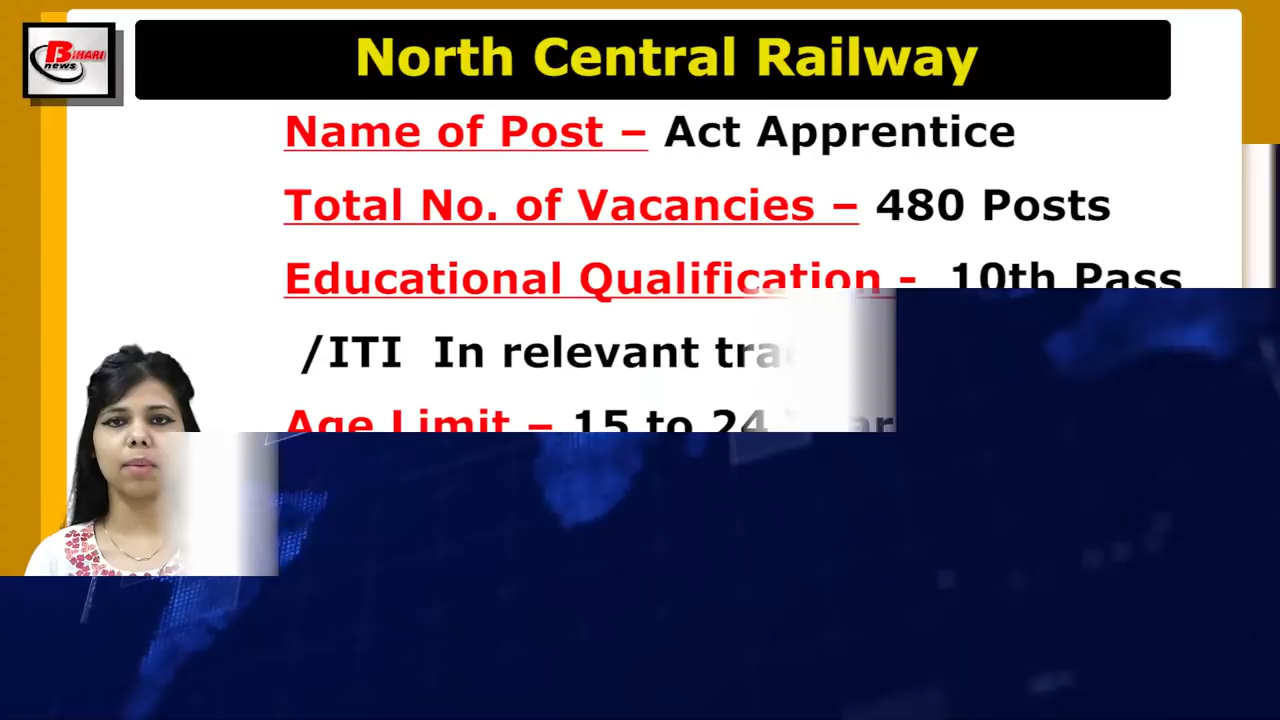 BIHARI
news
North Central Railway
Name of Post – Act Apprentice
Total No. of Vacancies – 480 Posts
Educational Qualification - 10th Pass
/ITI In relevant
Age Limit – 15 to 24